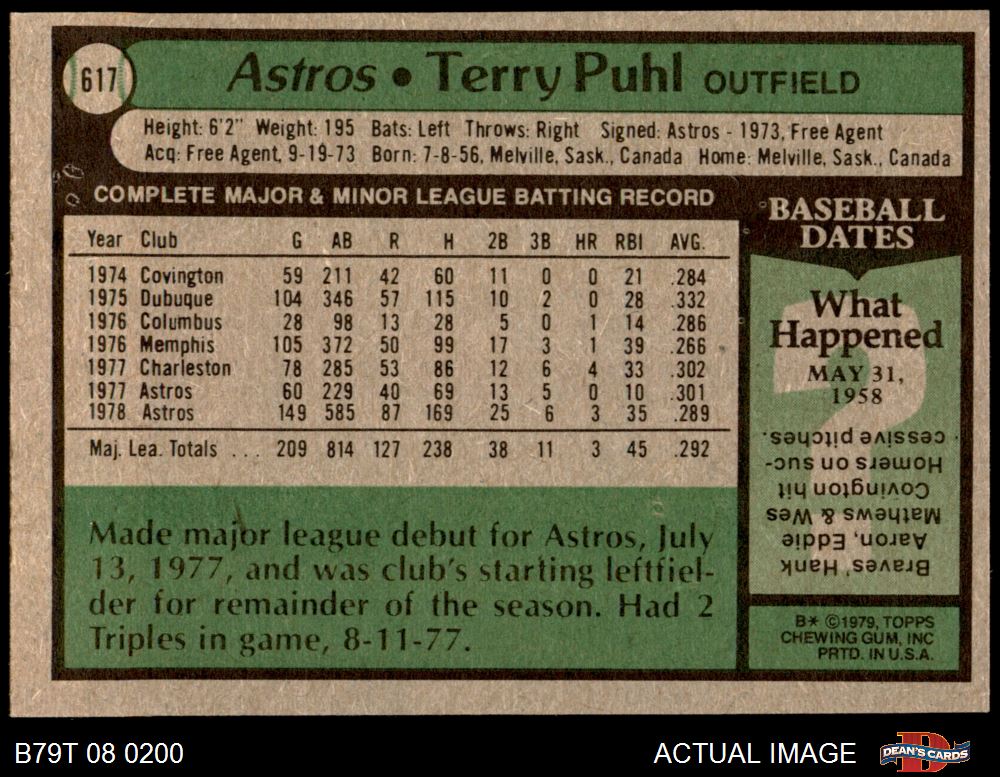 617
Astros • Terry Puhl OUTFIELD
Height: 6'2" Weight: 195 Bats: Left Throws: Right Signed: Astros - 1973, Free Agent
Acq: Free Agent, 9-19-73 Born: 7-8-56, Melville, Sask., Canada Home: Melville, Sask., Canada
COMPLETE MAJOR & MINOR LEAGUE BATTING RECORD
Year Club G AB R H 2B 3B HR RBI AVG.
1974 Covington 59 211 42 60 11 0 0 21 .284
1975 Dubuque 104 346 57 115 10 2 0 28 .332
1976 Columbus 28 98 13 28 5 0 1 14 .286
1976 Memphis 105 372 50 99 17 3 1 39 .266
1977 Charleston 78 285 53 86 12 6 4 33 .302
1977 Astros 60 229 40 69 13 5 0 10 .301
1978 Astros 149 585 87 169 25 6 3 35 .289
Maj. Lea. Totals ... 209 814 127 238 38 11 3 45 .292
Made major league debut for Astros, July
13, 1977, and was club's starting leftfiel-
der for remainder of the season. Had 2
Triples in game, 8-11-77.
BASEBALL
DATES
What
Happened
MAY 31,
1958
?
Braves' Hank
Aaron, Eddie
Mathews & Wes
Covington hit
Homers on suc-
cessive pitches.
B* ©1979, TOPPS
CHEWING GUM, INC
PRTD. IN U.S.A.
B79T 08 0200
ACTUAL IMAGE
D
DEAN'S CARDS